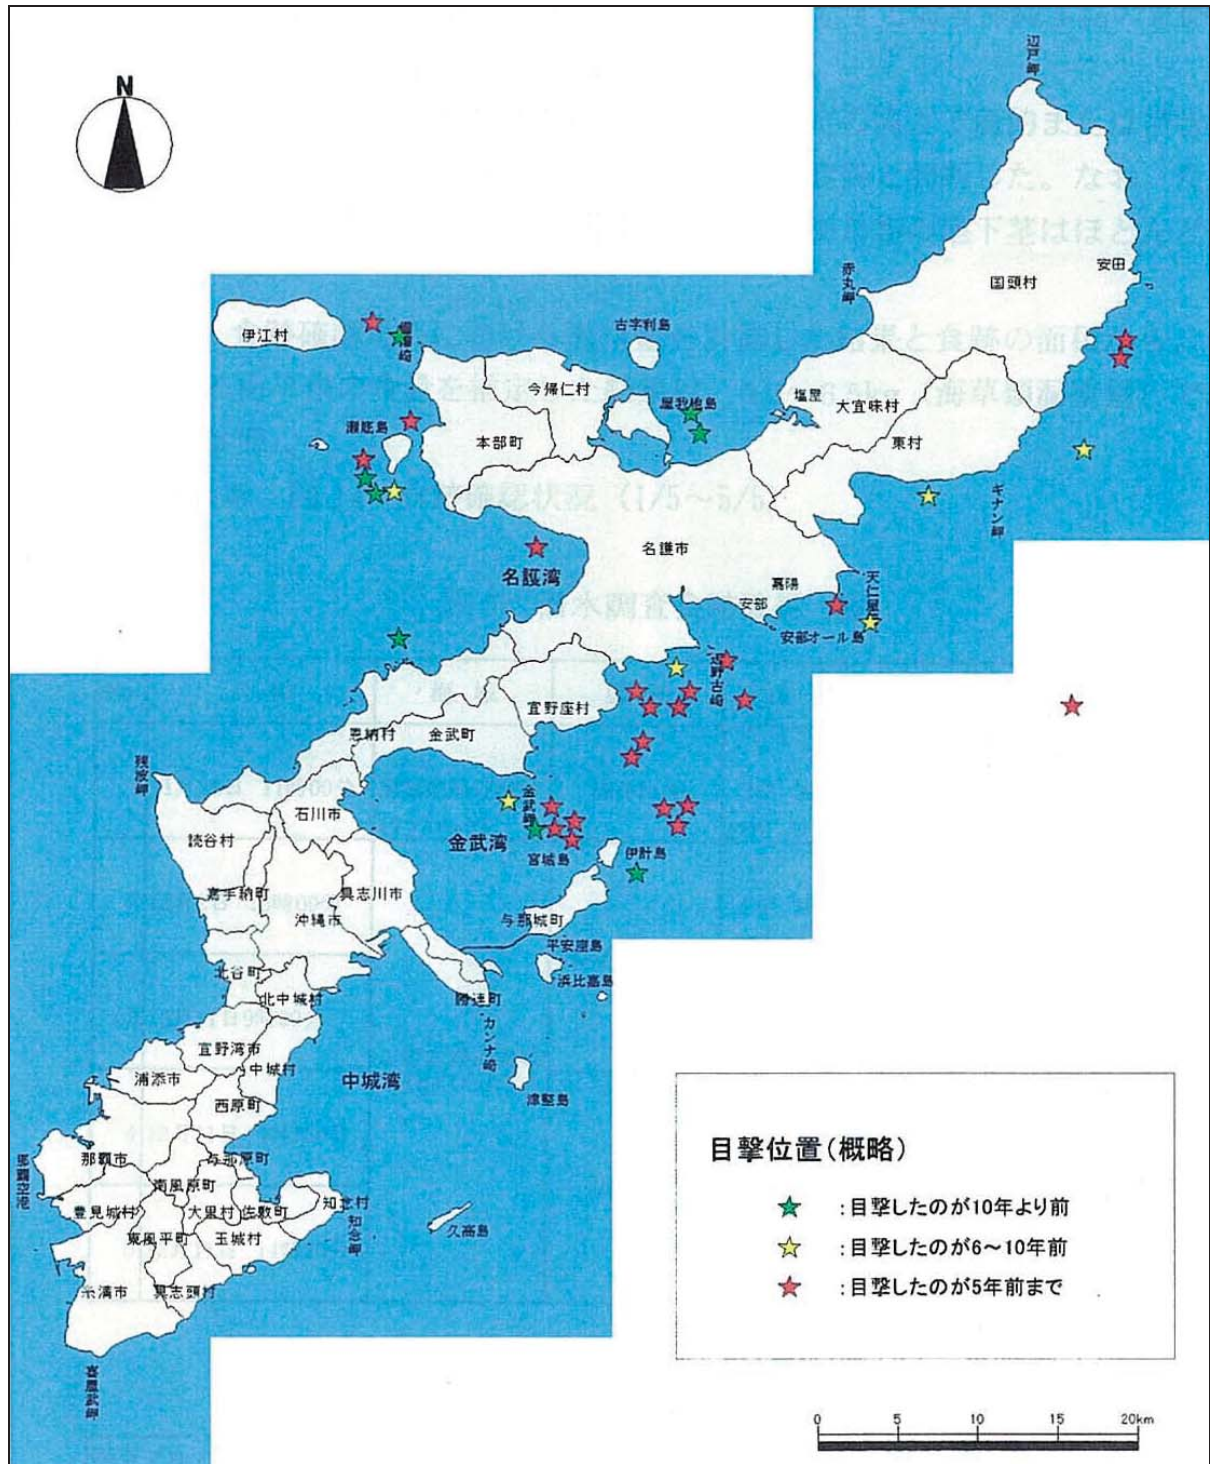 N
辺戸岬
安田
国頭村
赤丸岬
伊江村
備瀬崎
古宇利島
今帰仁村
屋我地島
塩屋
大宜味村
瀬底島
本部町
東村
ギナン岬
名護市
名護湾
嘉陽
安部
天仁屋崎
安部オール島
辺野古崎
宜野座村
恩納村
金武町
残波岬
石川市
金武岬
読谷村
金武湾
宮城島
伊計島
嘉手納町
具志川市
沖縄市
与那城町
平安座島
北谷町
浜比嘉島
北中城村
勝連町
カンナ崎
宜野湾市
中城村
浦添市
中城湾
津堅島
西原町
那覇市
与那原町
那覇空港
南風原町
豊見城村
大里村
佐敷町
知念村
知念岬
東風平町
玉城村
久高島
糸満市
具志頭村
喜屋武岬
目撃位置(概略)
:目撃したのが10年より前
:目撃したのが6～10年前
:目撃したのが5年前まで
0 5 10 15 20km